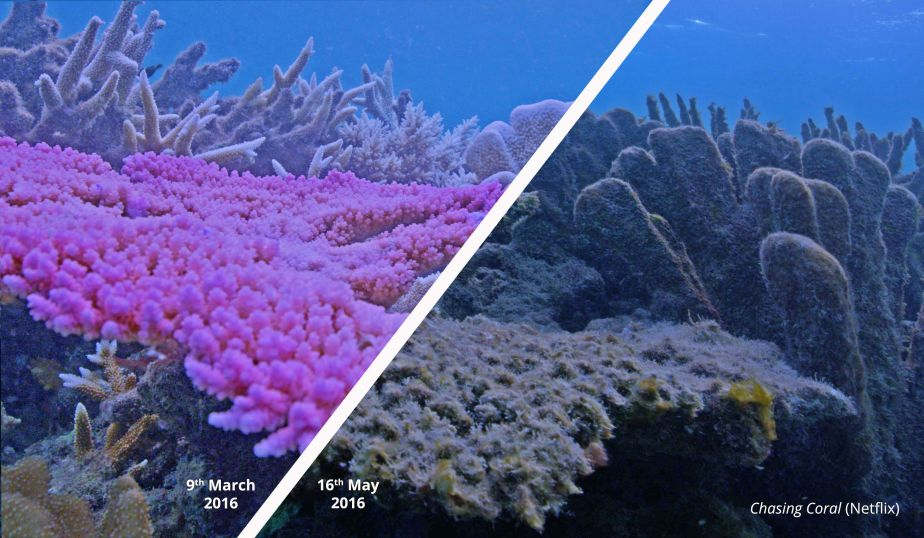 9th March
2016
16th May
2016
Chasing Coral (Netflix)